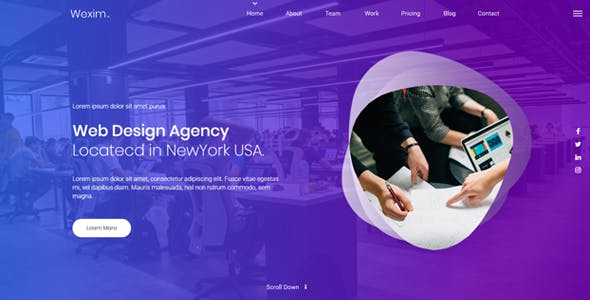 Wexim.
Home About Team Work Pricing Blog Contact
Lorem ipsum dolor sit amet purus.
Web Design Agency
Locatecd in NewYork USA.
Lorem ipsum dolor sit amet, consectetur adipiscing elit. Fusce vitae egestas
mi, vel dapibus diam. Mauris malesuada, nisl non rutrum commodo, sem
magna.
Learn More
Scroll Down